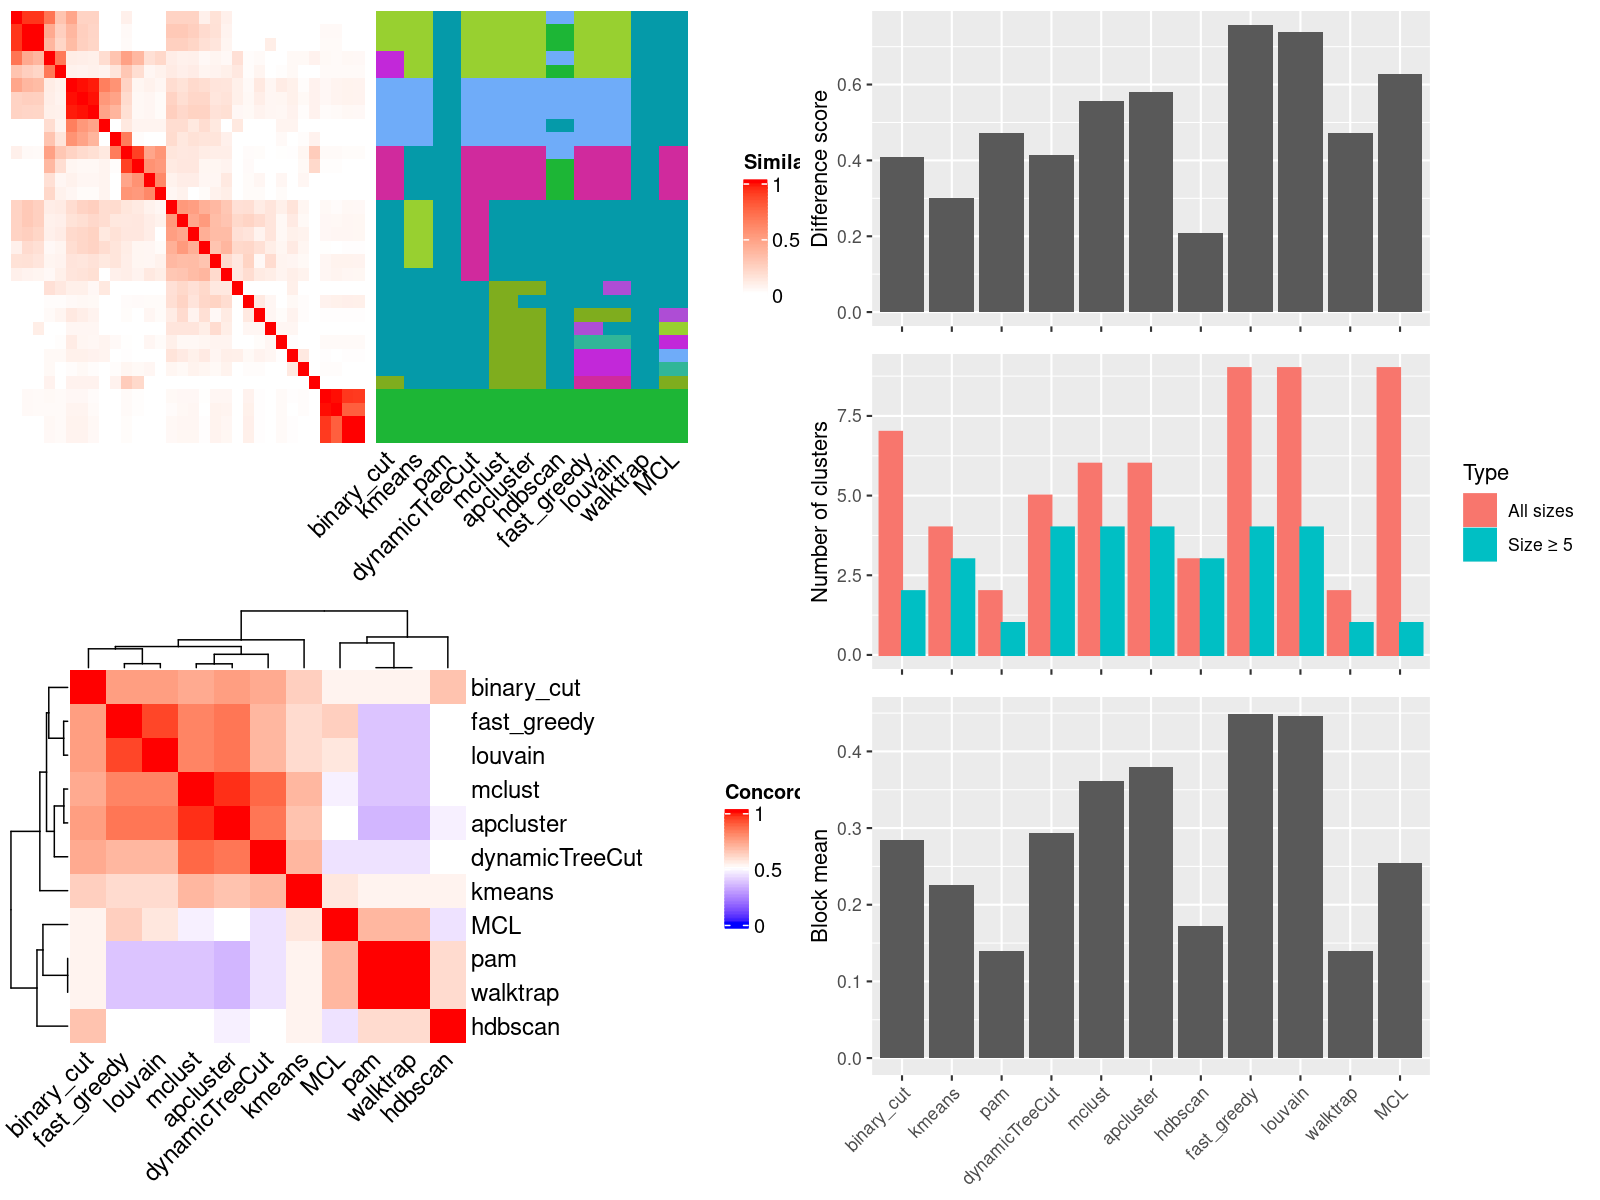 Simila
1
0.5
0
binary_cut
kmeans
pam
dynamicTreeCut
mclust
apcluster
hdbscan
fast_greedy
louvain
walktrap
MCL
binary_cut
fast_greedy
louvain
mclust
apcluster
dynamicTreeCut
kmeans
MCL
pam
walktrap
hdbscan
binary_cut
fast_greedy
louvain
mclust
apcluster
dynamicTreeCut
kmeans
MCL
pam
walktrap
hdbscan
Concord
1
0.5
0
Difference score
0.6
0.4
0.2
0.0
Number of clusters
7.5
5.0
2.5
0.0
Type
All sizes
Size ≥ 5
Block mean
0.4
0.3
0.2
0.1
0.0
binary_cut
kmeans
pam
dynamicTreeCut
mclust
apcluster
hdbscan
fast_greedy
louvain
walktrap
MCL